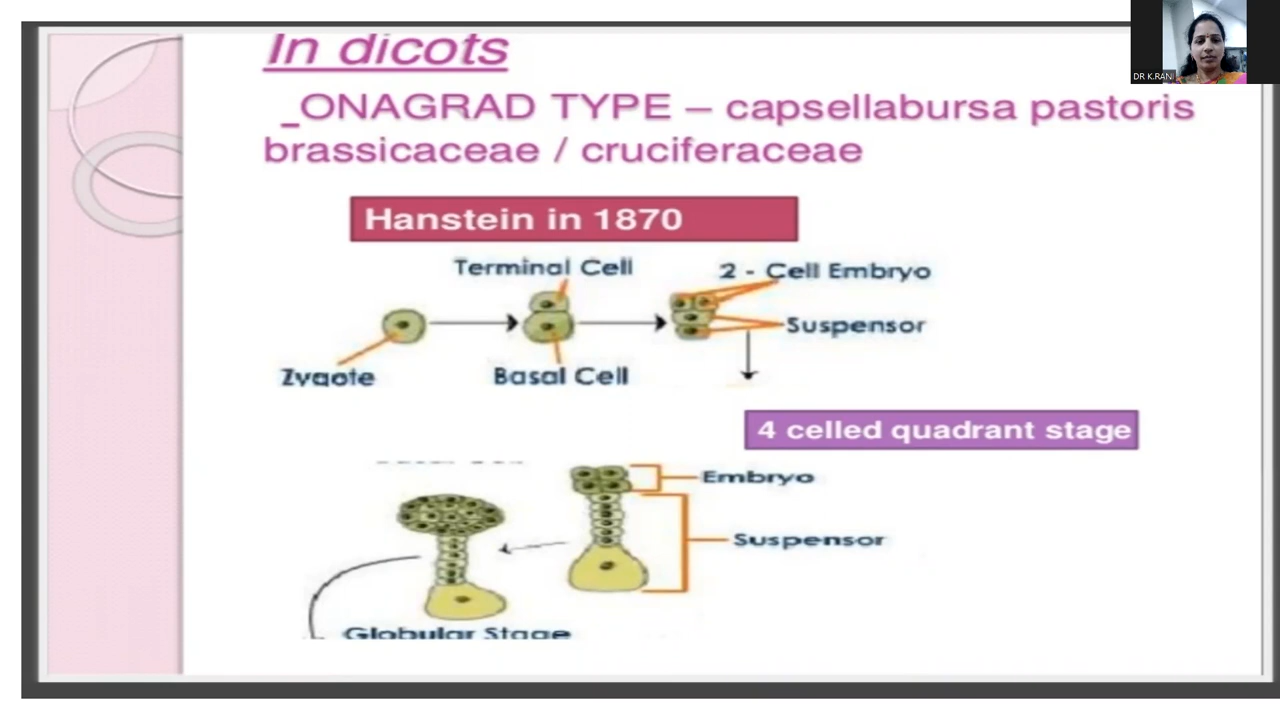 In dicots
_ONAGRAD TYPE – capsellabursa pastoris
brassicaceae / cruciferaceae
DR K.RANI
Hanstein in 1870
Terminal Cell
2 - Cell Embryo
Suspensor
Zygote
Basal Cell
4 celled quadrant stage
Embryo
Suspensor
Globular Stage